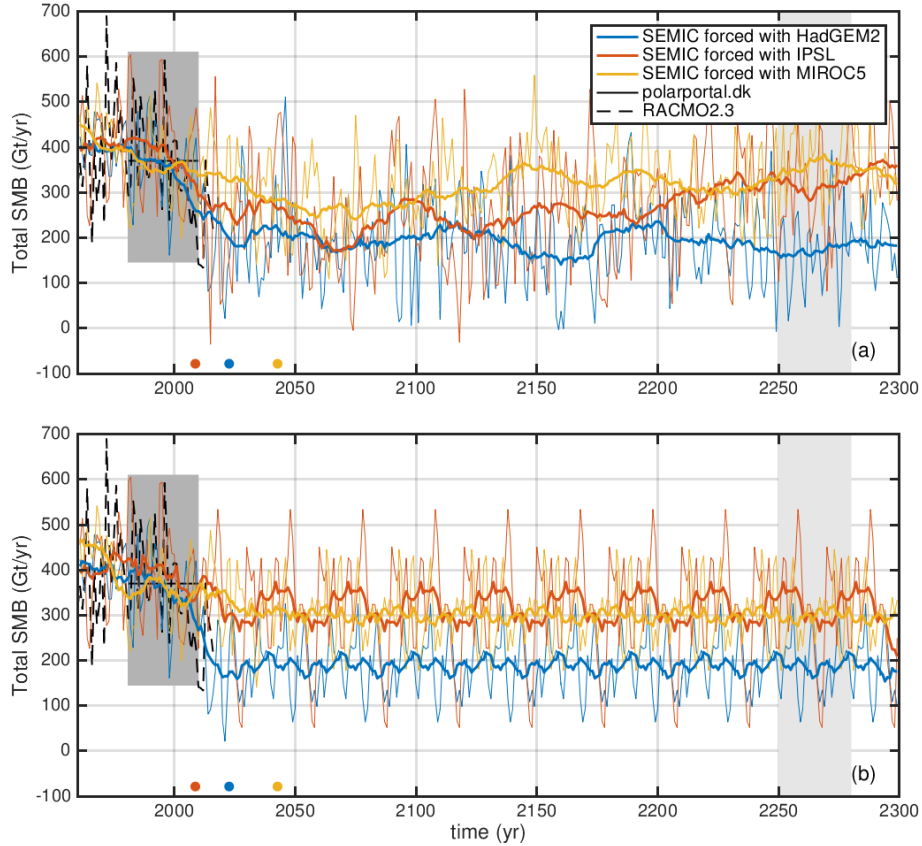 700
600
500
400
300
200
100
0
-100
Total SMB (Gt/yr)
SEMIC forced with HadGEM2
SEMIC forced with IPSL
SEMIC forced with MIROC5
polarportal.dk
RACMO2.3
(a)
2000 2050 2100 2150 2200 2250 2300
700
600
500
400
300
200
100
0
-100
Total SMB (Gt/yr)
(b)
2000 2050 2100 2150 2200 2250 2300
time (yr)